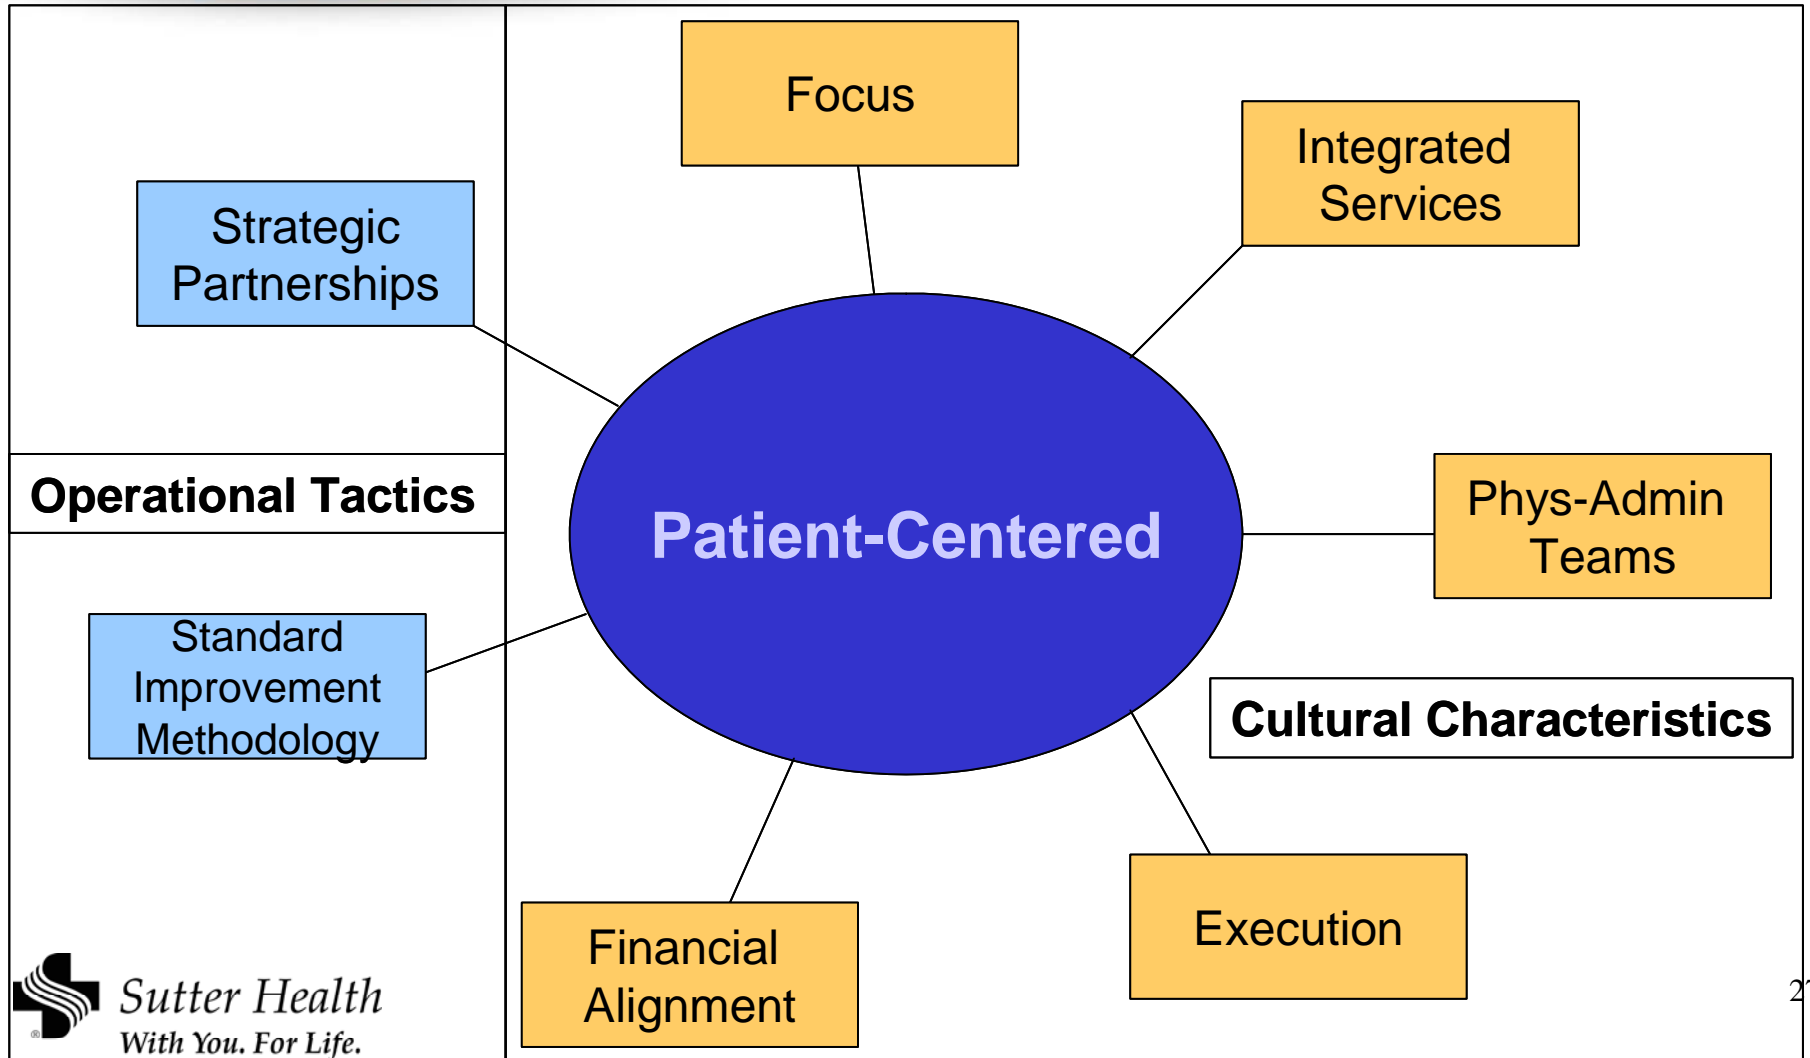 Focus
Integrated
Services
Strategic
Partnerships
Operational Tactics
Patient-Centered
Phys-Admin
Teams
Standard
Improvement
Methodology
Cultural Characteristics
Financial
Alignment
Execution
Sutter Health
With You. For Life.
®
27